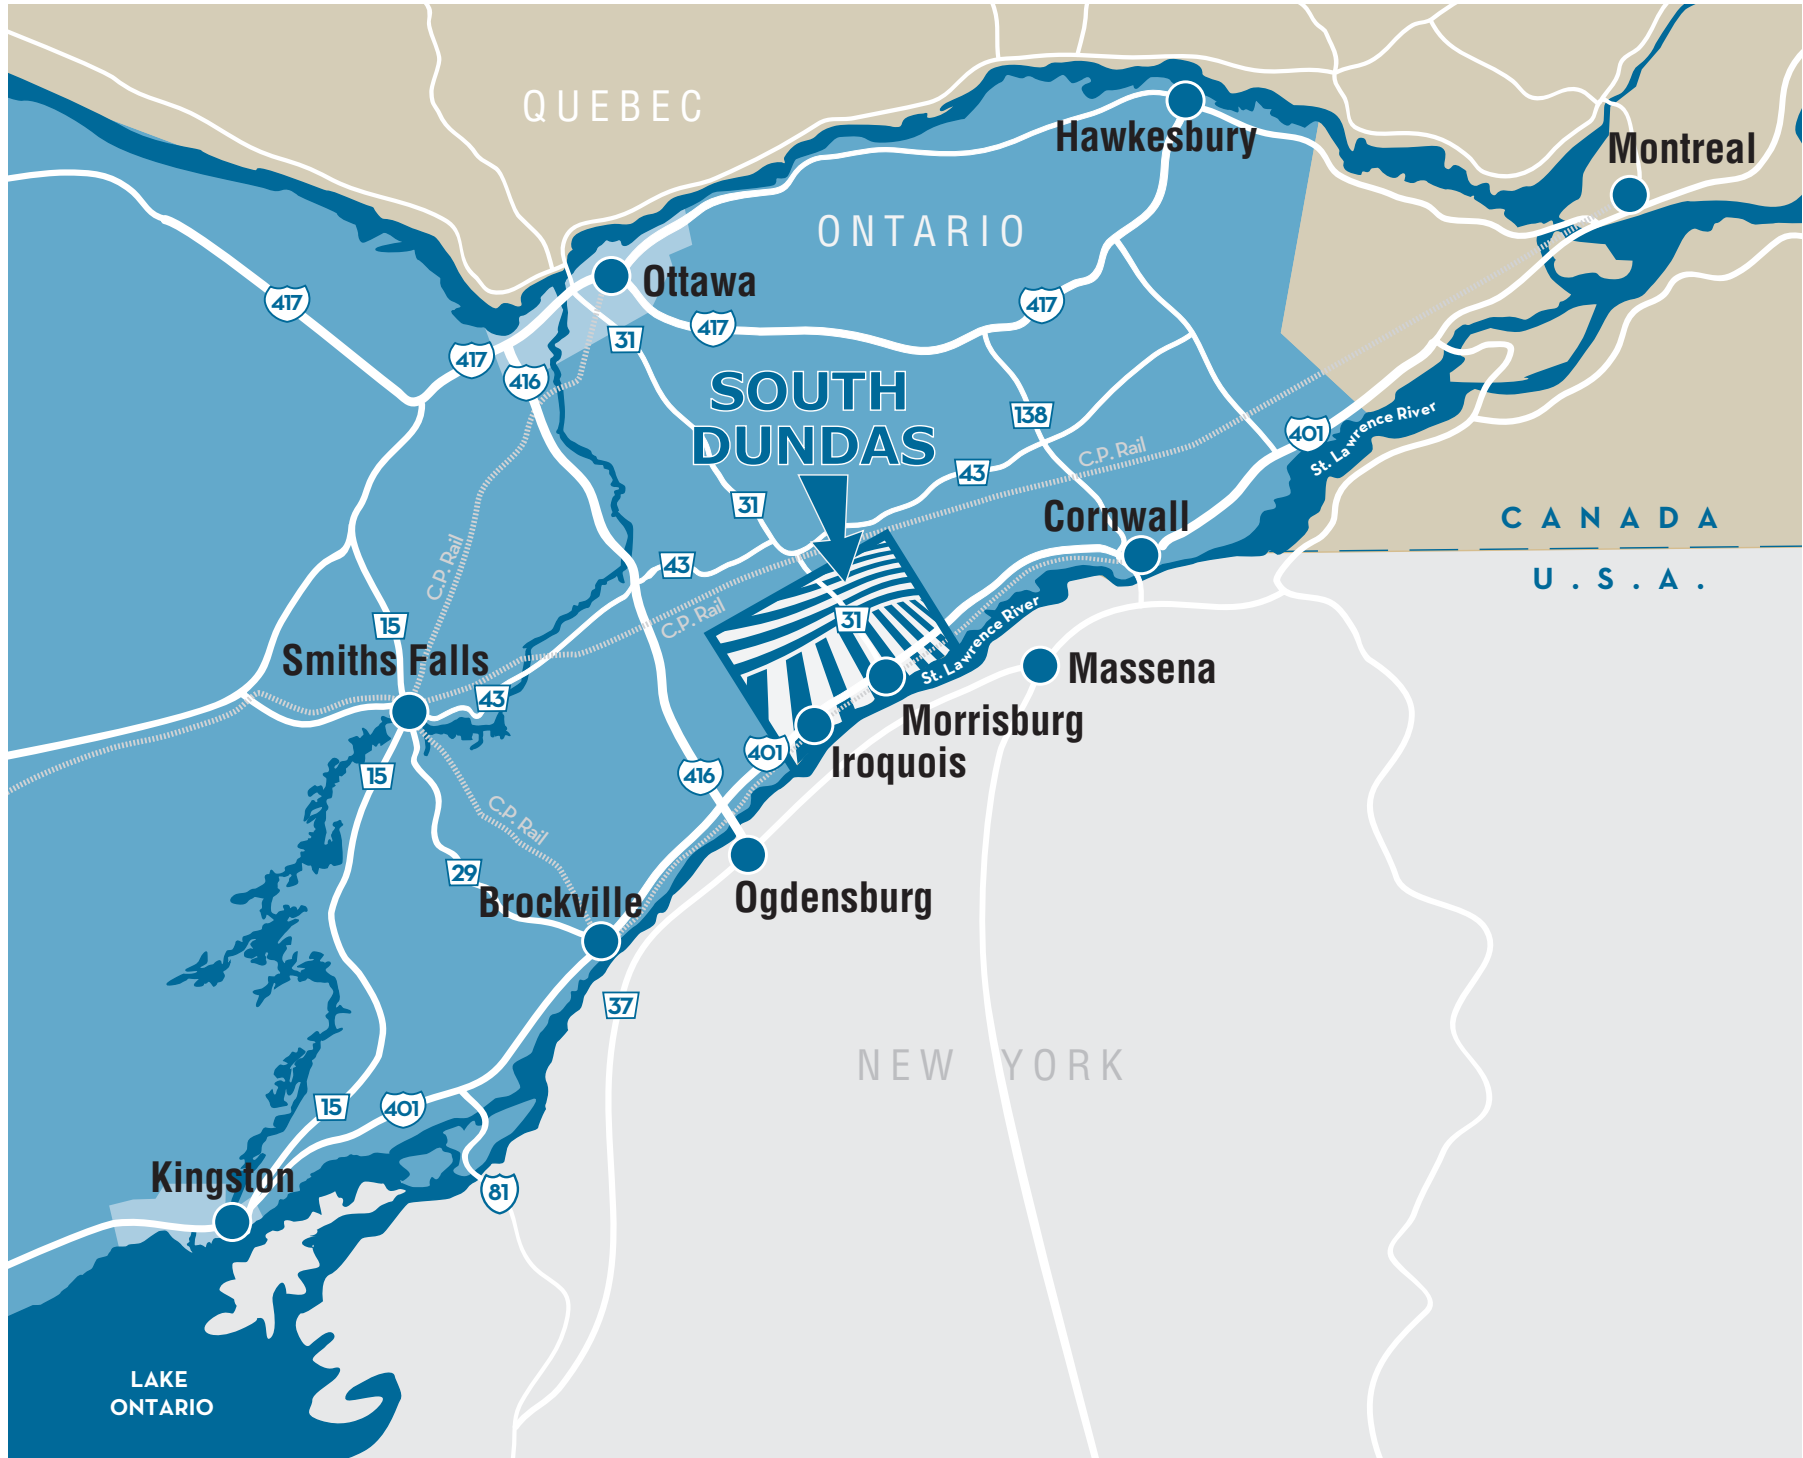 QUEBEC
Hawkesbury
Montreal
ONTARIO
Ottawa
417
417
31
417
417
416
SOUTH
DUNDAS
138
401
St. Lawrence River
C.P. Rail
43
31
Cornwall
CANADA
U.S.A.
C.P. Rail
43
C.P. Rail
31
St. Lawrence River
15
Smiths Falls
43
Massena
Morrisburg
Iroquois
401
416
15
C.P. Rail
29
Brockville
Ogdensburg
37
NEW YORK
15
401
Kingston
81
LAKE
ONTARIO